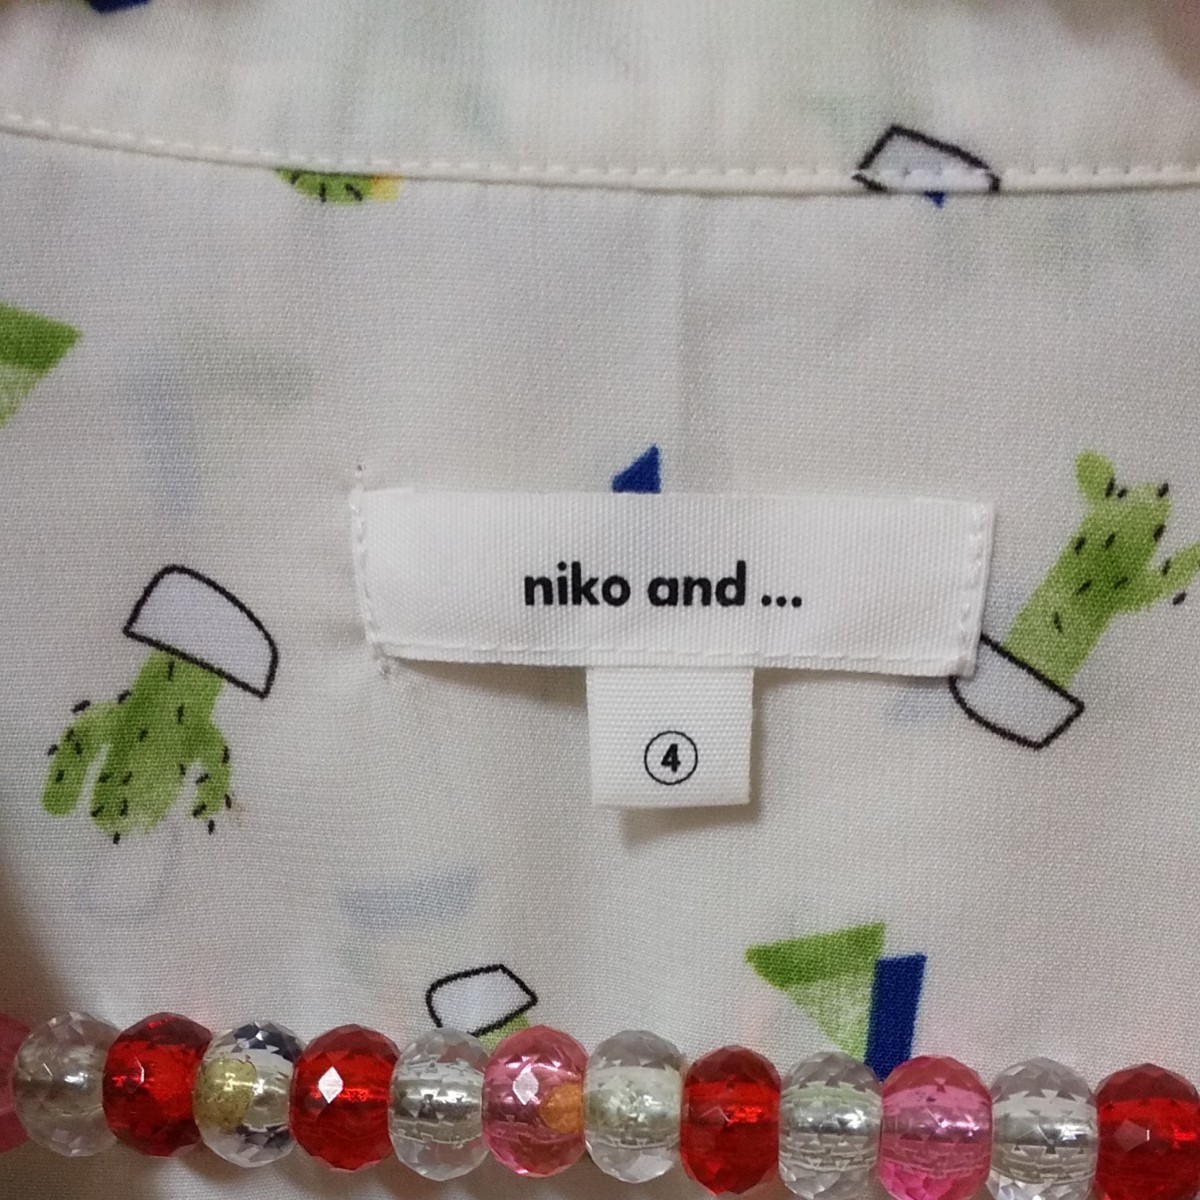 niko and ...
④